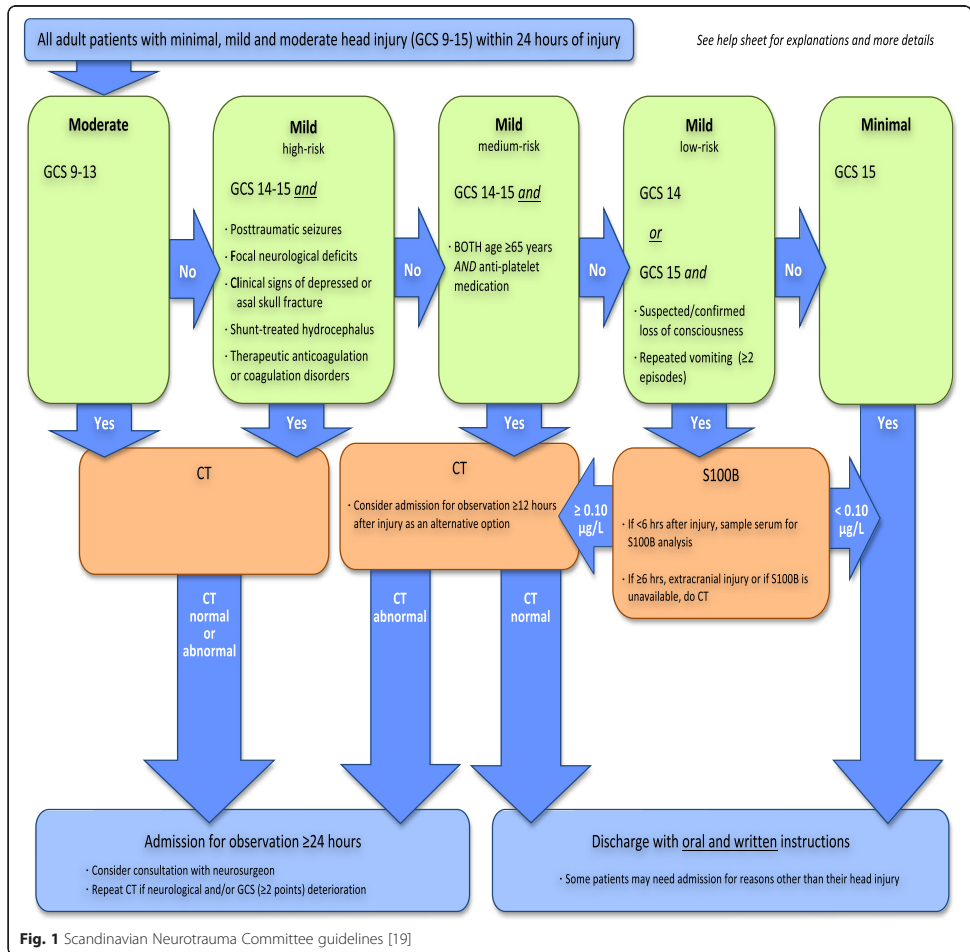 All adult patients with minimal, mild and moderate head injury (GCS 9-15) within 24 hours of injury
See help sheet for explanations and more details
Moderate
GCS 9-13
No
Mild
high-risk
GCS 14-15 and
· Posttraumatic seizures
· Focal neurological deficits
· Clinical signs of depressed or
asal skull fracture
· Shunt-treated hydrocephalus
· Therapeutic anticoagulation
or coagulation disorders
No
Mild
medium-risk
GCS 14-15 and
· BOTH age ≥65 years
AND anti-platelet
medication
No
Mild
low-risk
GCS 14
or
GCS 15 and
· Suspected/confirmed
loss of consciousness
· Repeated vomiting (≥2
episodes)
No
Minimal
GCS 15
Yes
Yes
Yes
Yes
Yes
CT
CT
· Consider admission for observation ≥12 hours
after injury as an alternative option
≥ 0.10
µg/L
S100B
· If <6 hrs after injury, sample serum for
S100B analysis
· If ≥6 hrs, extracranial injury or if S100B is
unavailable, do CT
< 0.10
µg/L
CT
normal
or
abnormal
CT
abnormal
CT
normal
Admission for observation ≥24 hours
· Consider consultation with neurosurgeon
· Repeat CT if neurological and/or GCS (≥2 points) deterioration
Discharge with oral and written instructions
· Some patients may need admission for reasons other than their head injury
Fig. 1 Scandinavian Neurotrauma Committee guidelines [19]